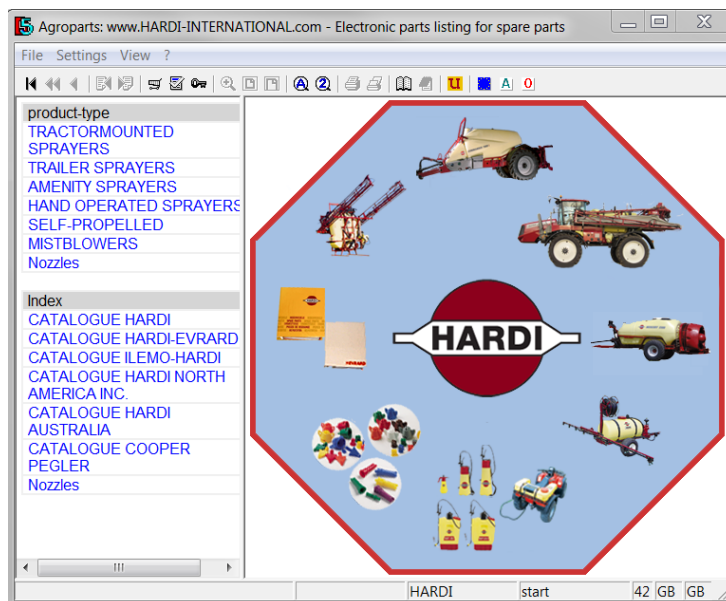 Agroparts: www.HARDI-INTERNATIONAL.com - Electronic parts listing for spare parts
File Settings View ?
A 2 U A O
product-type
TRACTORMOUNTED
SPRAYERS
TRAILER SPRAYERS
AMENITY SPRAYERS
HAND OPERATED SPRAYERS
SELF-PROPELLED
MISTBLOWERS
Nozzles
Index
CATALOGUE HARDI
CATALOGUE HARDI-EVRARD
CATALOGUE ILEMO-HARDI
CATALOGUE HARDI NORTH
AMERICA INC.
CATALOGUE HARDI
AUSTRALIA
CATALOGUE COOPER
PEGLER
Nozzles
HARDI
EVRARD
HARDI start 42 GB GB